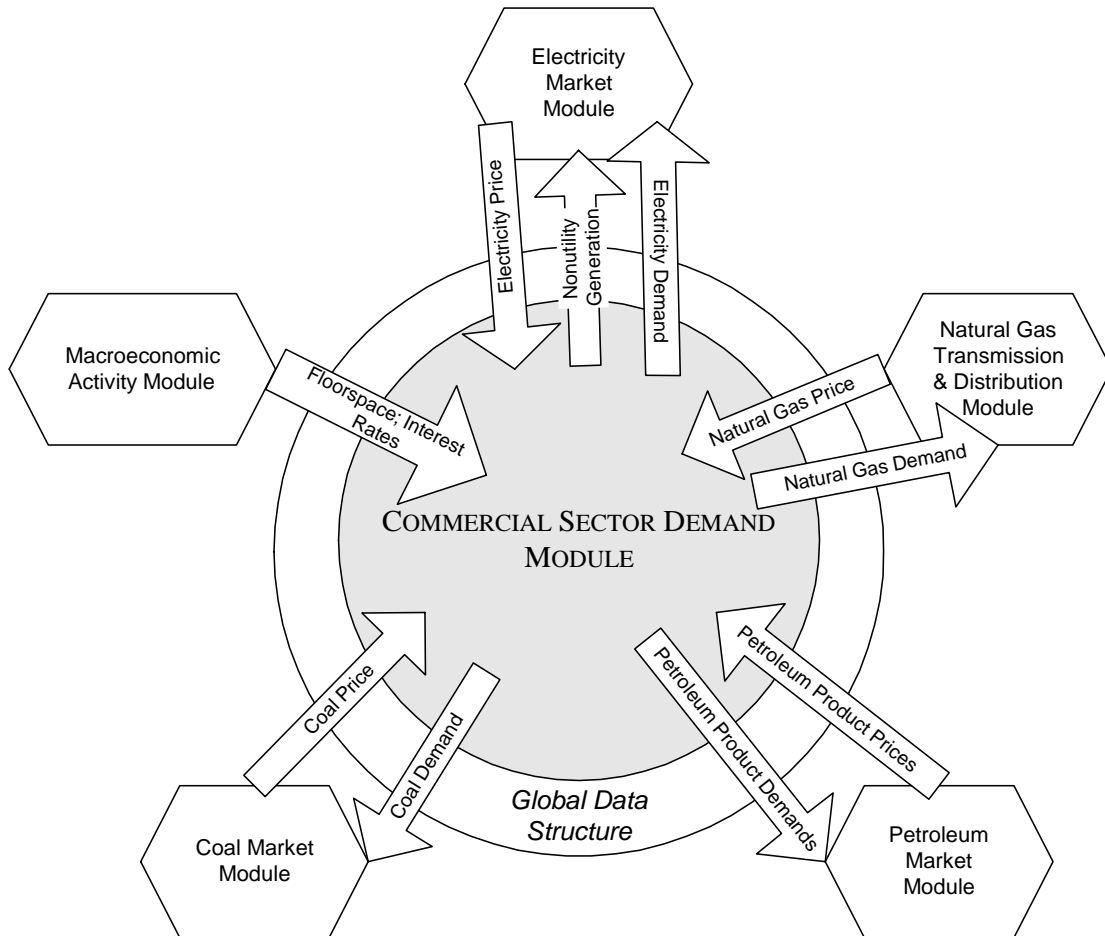 Electricity
Market
Module
Electricity Price
Nonutility
Generation
Electricity Demand
Macroeconomic
Activity Module
Floorspace; Interest
Rates
Natural Gas
Transmission
& Distribution
Module
Natural Gas Price
Natural Gas Demand
COMMERCIAL SECTOR DEMAND
MODULE
Coal Price
Coal Demand
Petroleum Product Demands
Petroleum Product Prices
Global Data
Structure
Coal Market
Module
Petroleum
Market
Module